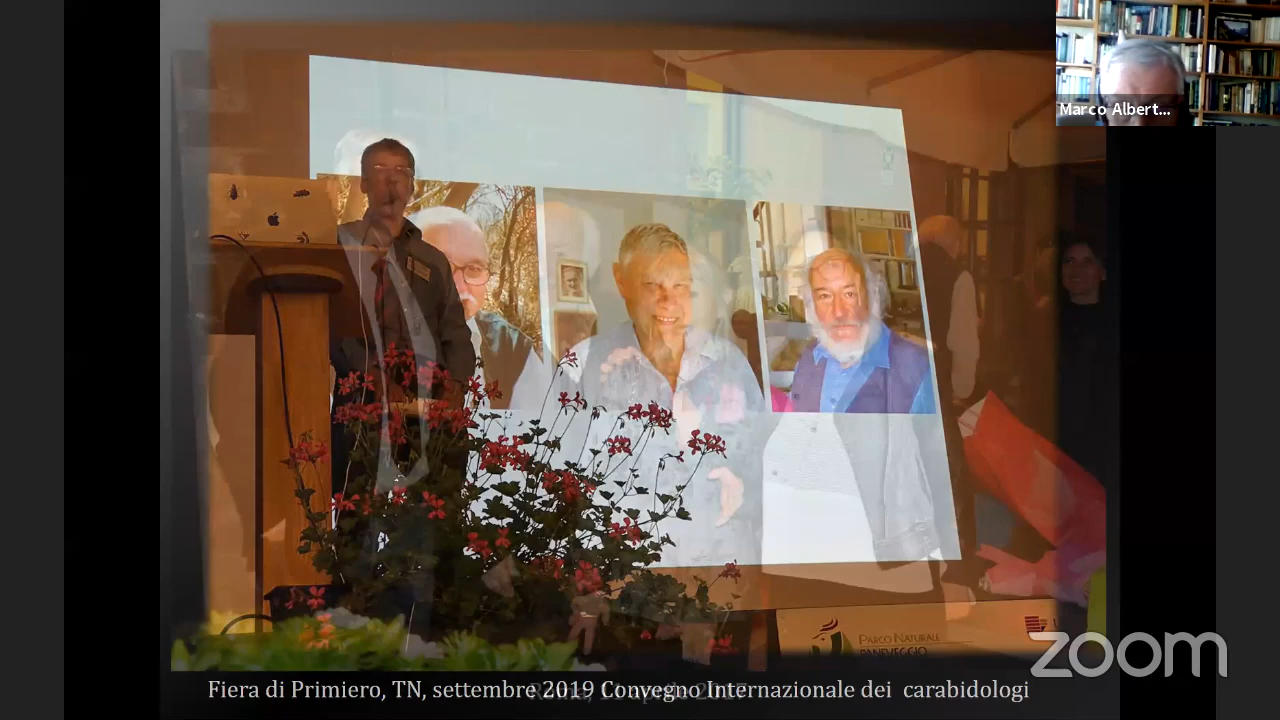 Marco Albert...
PARCO NATURALE
PANEVEGGIO
zoom
Fiera di Primiero, TN, settembre 2019 Convegno Internazionale dei carabidologi